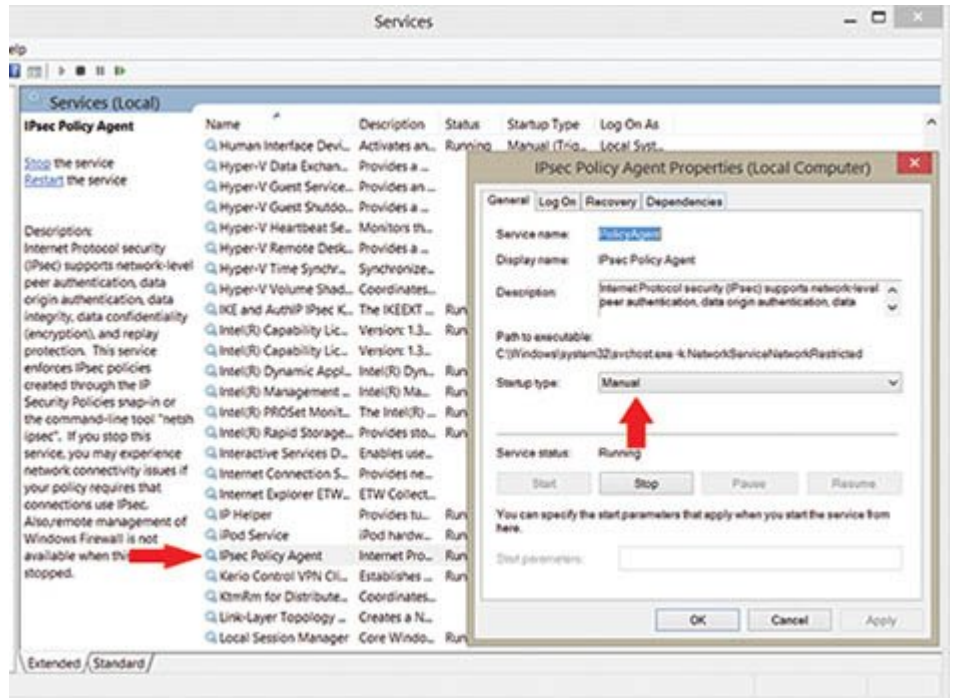 Services
elp
Services (Local)
IPsec Policy Agent
Stop the service
Restart the service
Description:
Internet Protocol security
(IPsec) supports network-level
peer authentication, data
origin authentication, data
integrity, data confidentiality
(encryption), and replay
protection. This service
enforces IPsec policies
created through the IP
Security Policies snap-in or
the command-line tool "netsh
ipsec". If you stop this
service, you may experience
network connectivity issues if
your policy requires that
connections use IPsec.
Also,remote management of
Windows Firewall is not
available when this
stopped.
Name Description Status Startup Type Log On As
Human Interface Devi... Activates an... Running Manual (Trig... Local Syst...
Hyper-V Data Exchan... Provides a ...
Hyper-V Guest Service... Provides an ...
Hyper-V Guest Shutdo... Provides a ...
Hyper-V Heartbeat Se... Monitors th...
Hyper-V Remote Desk... Provides a ...
Hyper-V Time Synchr... Synchronize...
Hyper-V Volume Shad... Coordinates...
IKE and AuthIP IPsec K... The IKEEXT ... Run
Intel(R) Capability Lic... Version: 1.3...
Intel(R) Capability Lic... Version: 1.3...
Intel(R) Dynamic Appl... Intel(R) Dyn... Run
Intel(R) Management ... Intel(R) Ma... Run
Intel(R) PROSet Monit... The Intel(R) ... Run
Intel(R) Rapid Storage... Provides sto... Run
Interactive Services D... Enables use...
Internet Connection S... Provides ne...
Internet Explorer ETW... ETW Collect...
IP Helper Provides tu... Run
iPod Service iPod hardw... Run
IPsec Policy Agent Internet Pro... Run
Kerio Control VPN Cli... Establishes ... Run
KtmRm for Distribute... Coordinates...
Link-Layer Topology ... Creates a N...
Local Session Manager Core Windo... Run
Extended Standard
IPsec Policy Agent Properties (Local Computer)
General Log On Recovery Dependencies
Service name: PolicyAgent
Display name: IPsec Policy Agent
Description: Internet Protocol security (IPsec) supports network-level
peer authentication, data origin authentication, data
Path to executable:
C:\Windows\system32\svchost.exe -k NetworkServiceNetworkRestricted
Startup type: Manual
Service status: Running
Start Stop Pause Resume
You can specify the start parameters that apply when you start the service from
here.
Start parameters:
OK Cancel Apply